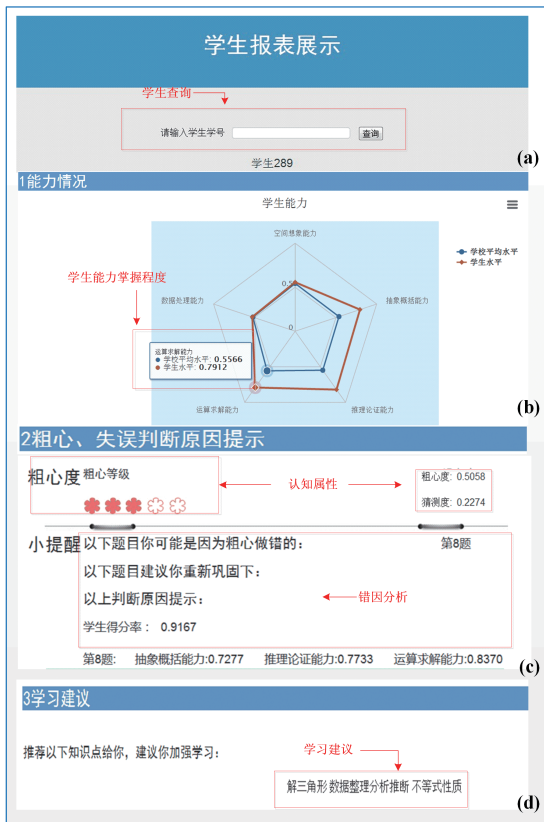 学生报表展示
学生查询
请输入学生学号 查询
学生289
(a)
1能力情况
学生能力
空间想象能力
学校平均水平
学生水平
0.5
学生能力掌握程度
数据处理能力
抽象概括能力
0
运算求解能力
学校平均水平: 0.5566
学生水平: 0.7912
运算求解能力
推理论证能力
(b)
2粗心、失误判断原因提示
粗心度 粗心等级
认知属性
粗心度: 0.5058
猜测度: 0.2274
小提醒 以下题目你可能是因为粗心做错的: 第8题
以下题目建议你重新巩固下:
以上判断原因提示:
错因分析
学生得分率: 0.9167
第8题: 抽象概括能力:0.7277 推理论证能力:0.7733 运算求解能力:0.8370
(c)
3学习建议
推荐以下知识点给你，建议你加强学习:
学习建议
解三角形 数据整理分析推断 不等式性质
(d)